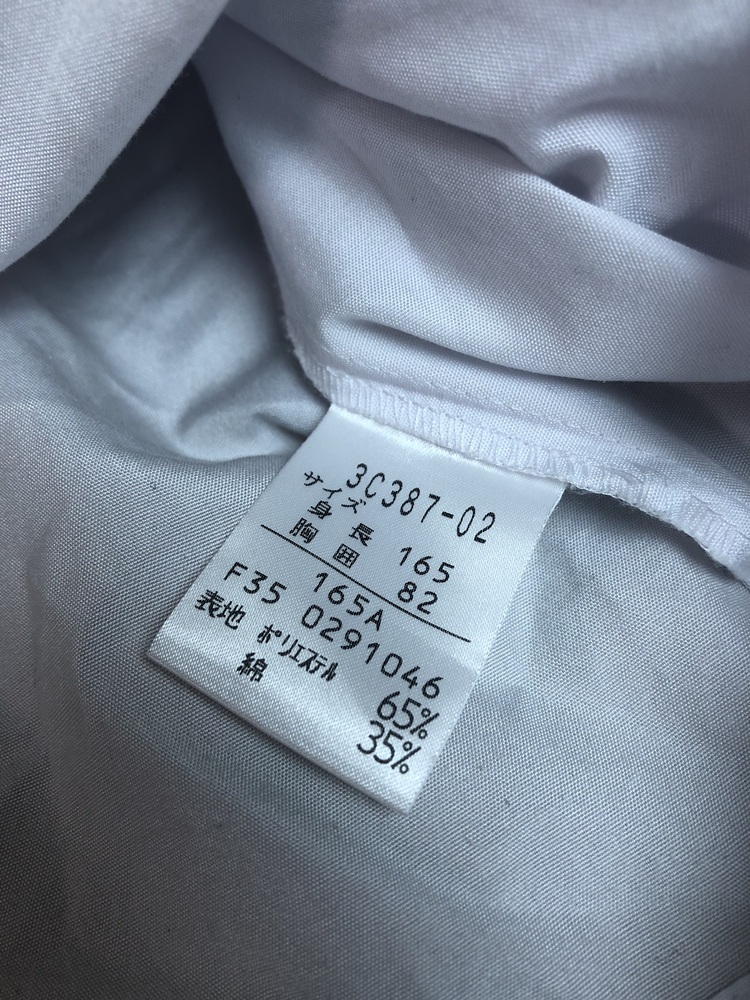 3C387-02
サイズ
身長 165
胸囲 82
165A
F35 0291046
表地 ポリエステル 65%
綿 35%